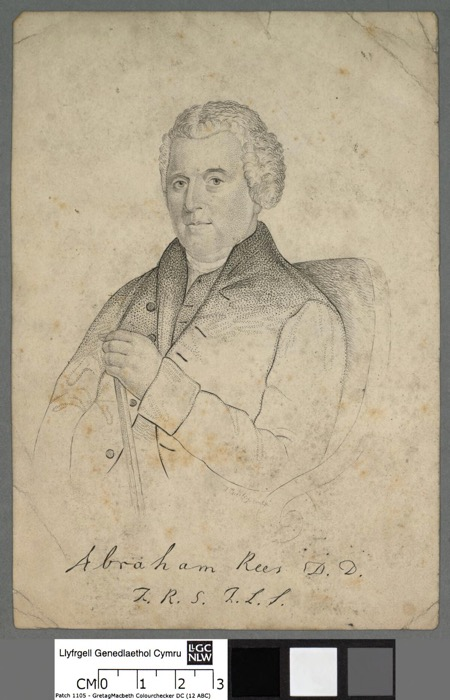 Abraham Rees D. D.
F. R. S. F. L. S.
Llyfrgell Genedlaethol Cymru
LLGC
NLW
CM 0 1 2 3
Patch 1105 - GretagMacbeth Colourchecker DC (12 ABC)